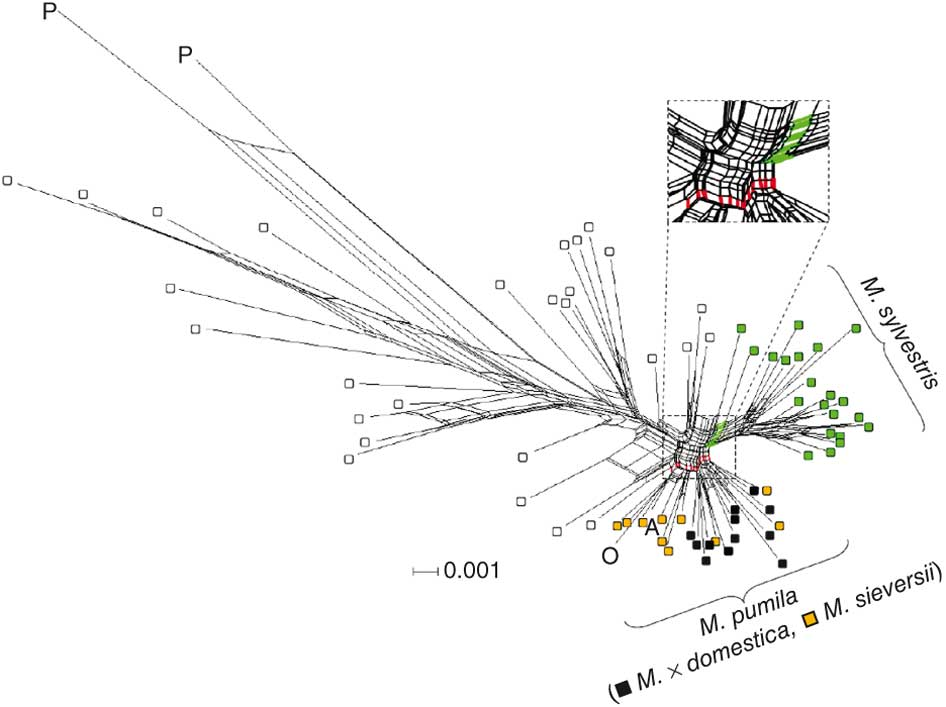 P
P
M. sylvestris
A
O
0.001
M. pumila
(■ M. × domestica, ■ M. sieversii)